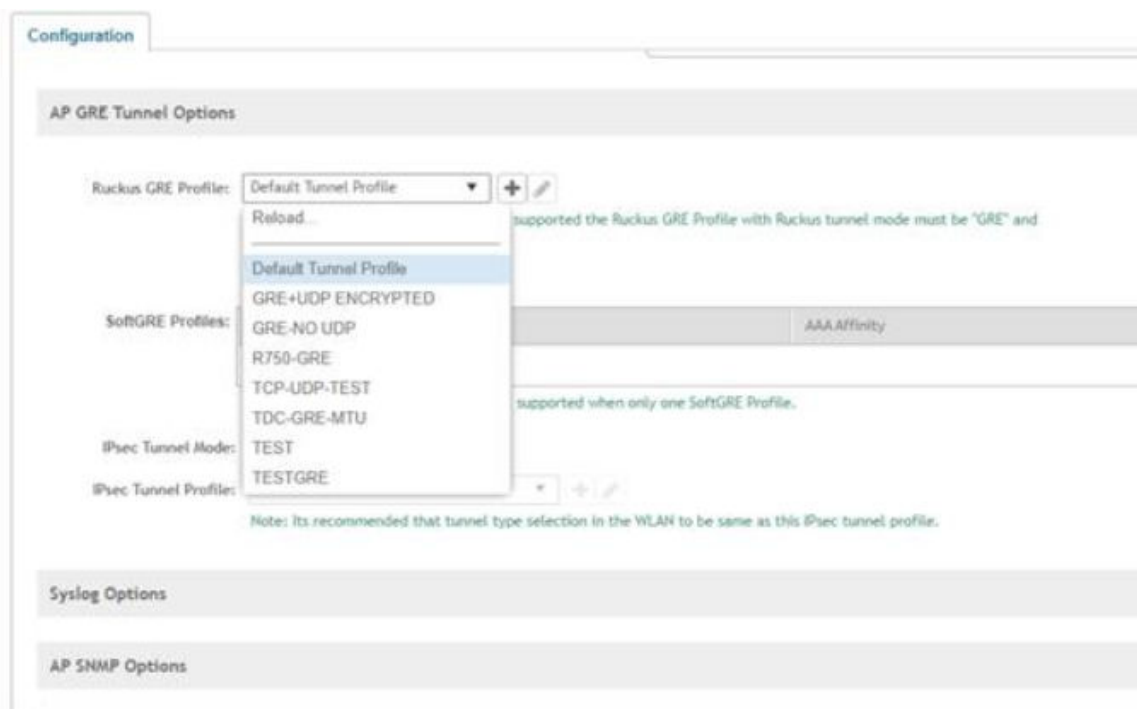 Configuration
AP GRE Tunnel Options
Ruckus GRE Profile: Default Tunnel Profile
Reload...
supported the Ruckus GRE Profile with Ruckus tunnel mode must be "GRE" and
Default Tunnel Profile
GRE+UDP ENCRYPTED
SoftGRE Profiles:
GRE-NO UDP
AAA Affinity
R750-GRE
TCP-UDP-TEST
supported when only one SoftGRE Profile.
TDC-GRE-MTU
IPsec Tunnel Mode:
TEST
TESTGRE
IPsec Tunnel Profile:
Note: Its recommended that tunnel type selection in the WLAN to be same as this IPsec tunnel profile.
Syslog Options
AP SNMP Options